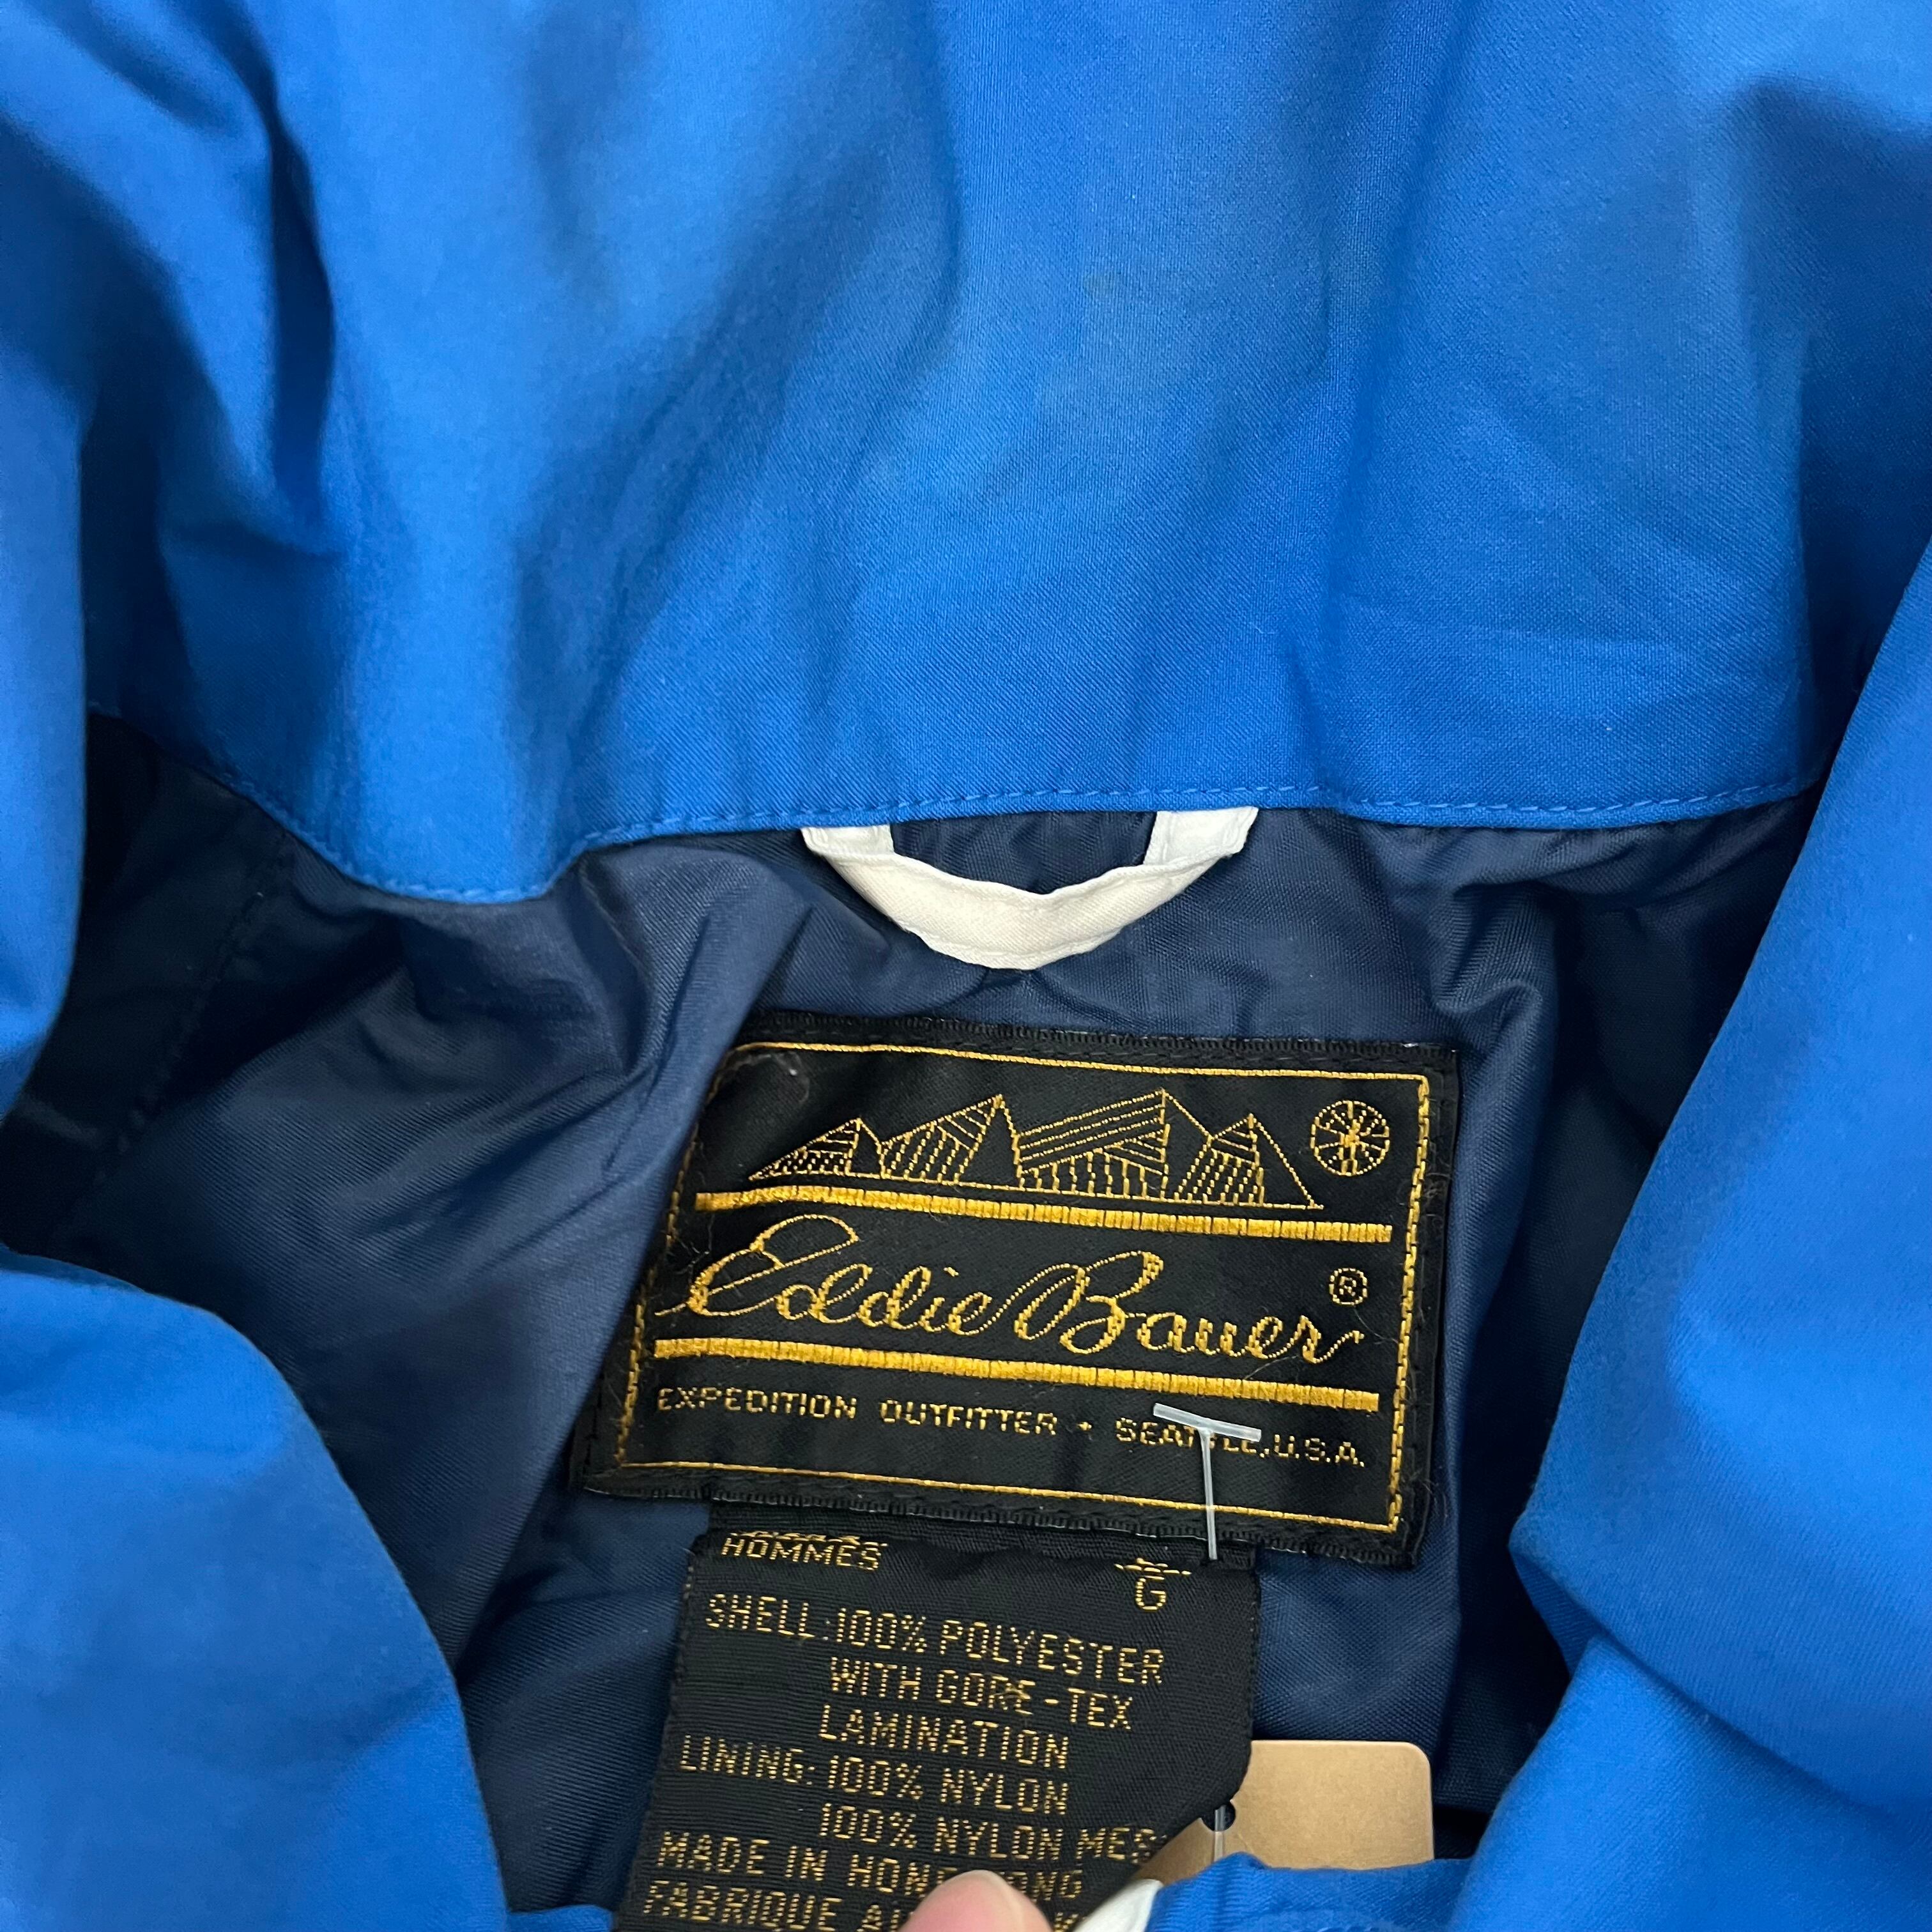 Eddie Bauer ®
EXPEDITION OUTFITTER + SEATTLE, U.S.A.
HOMMES G
SHELL: 100% POLYESTER
WITH GORE-TEX
LAMINATION
LINING: 100% NYLON
100% NYLON MES
MADE IN HONG KONG
FABRIQUE